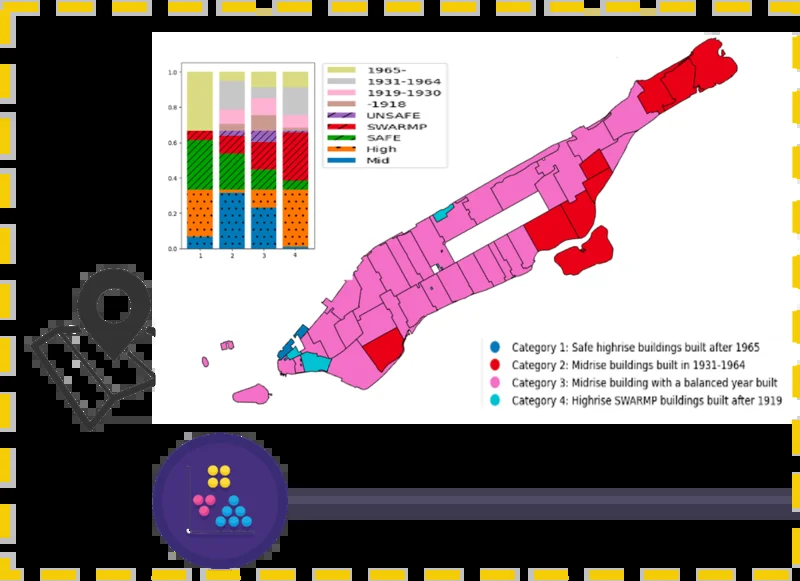 1.0
0.8
0.6
0.4
0.2
0.0
1 2 3 4
1965-
1931-1964
1919-1930
-1918
UNSAFE
SWARMP
SAFE
High
Mid
Category 1: Safe highrise buildings built after 1965
Category 2: Midrise buildings built in 1931-1964
Category 3: Midrise building with a balanced year built
Category 4: Highrise SWARMP buildings built after 1919